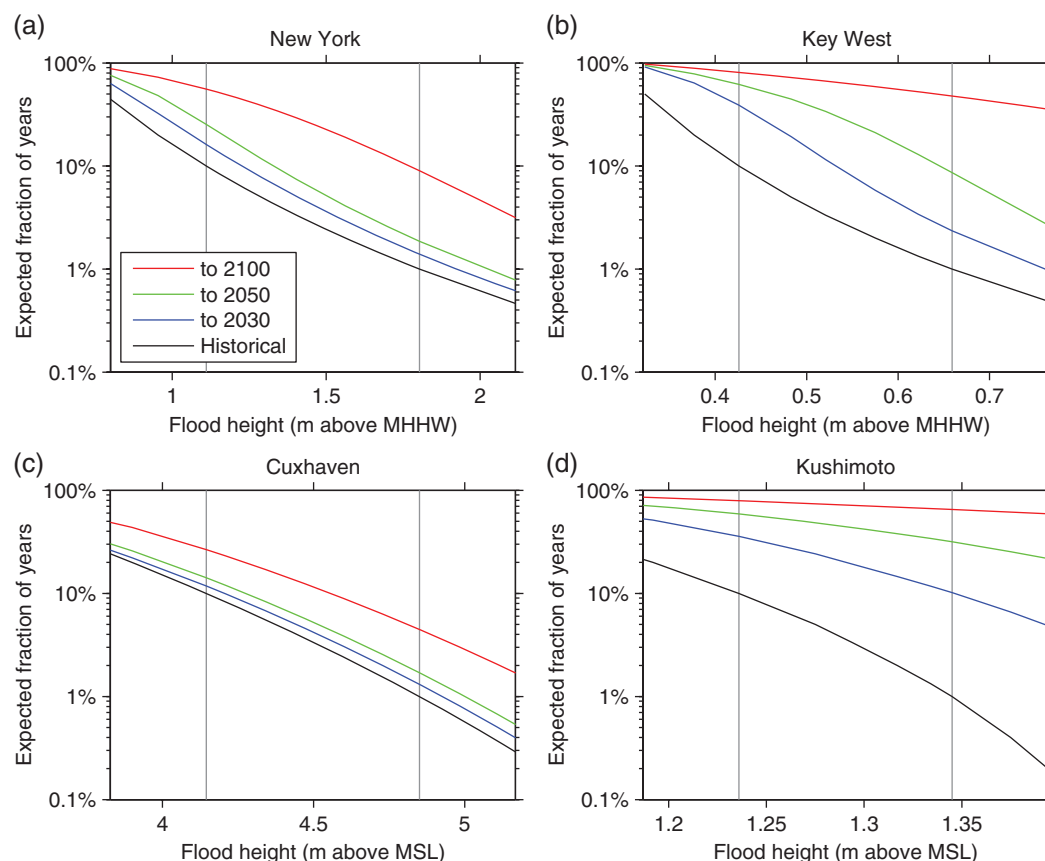 (a)
New York
Expected fraction of years
100%
10%
1%
0.1%
to 2100
to 2050
to 2030
Historical
1
1.5
2
Flood height (m above MHHW)
(b)
Key West
Expected fraction of years
100%
10%
1%
0.1%
0.4
0.5
0.6
0.7
Flood height (m above MHHW)
(c)
Cuxhaven
Expected fraction of years
100%
10%
1%
0.1%
4
4.5
5
Flood height (m above MSL)
(d)
Kushimoto
Expected fraction of years
100%
10%
1%
0.1%
1.2
1.25
1.3
1.35
Flood height (m above MSL)